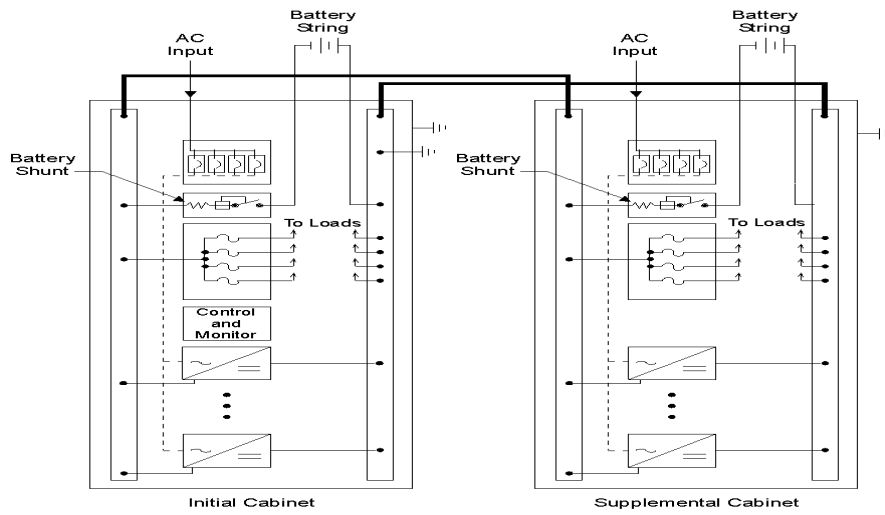 Battery
String
AC
Input
Battery
Shunt
To Loads
Control
and
Monitor
Initial Cabinet
Battery
String
AC
Input
Battery
Shunt
To Loads
Supplemental Cabinet